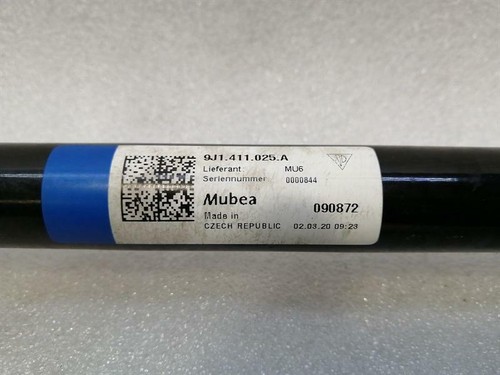 9J1.411.025.A
Lieferant: MU6
Seriennummer 0000844
Mubea 090872
Made in
CZECH REPUBLIC 02.03.20 09:23